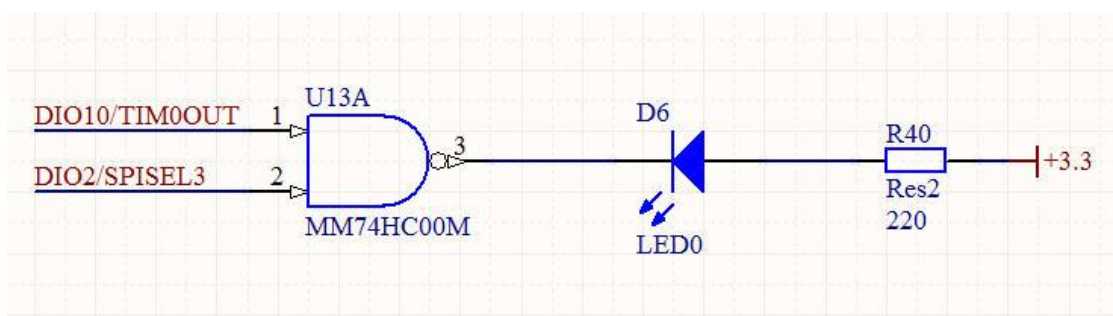 DIO10/TIM0OUT
1
U13A
DIO2/SPISEL3
2
MM74HC00M
3
D6
LED0
R40
Res2
220
+3.3